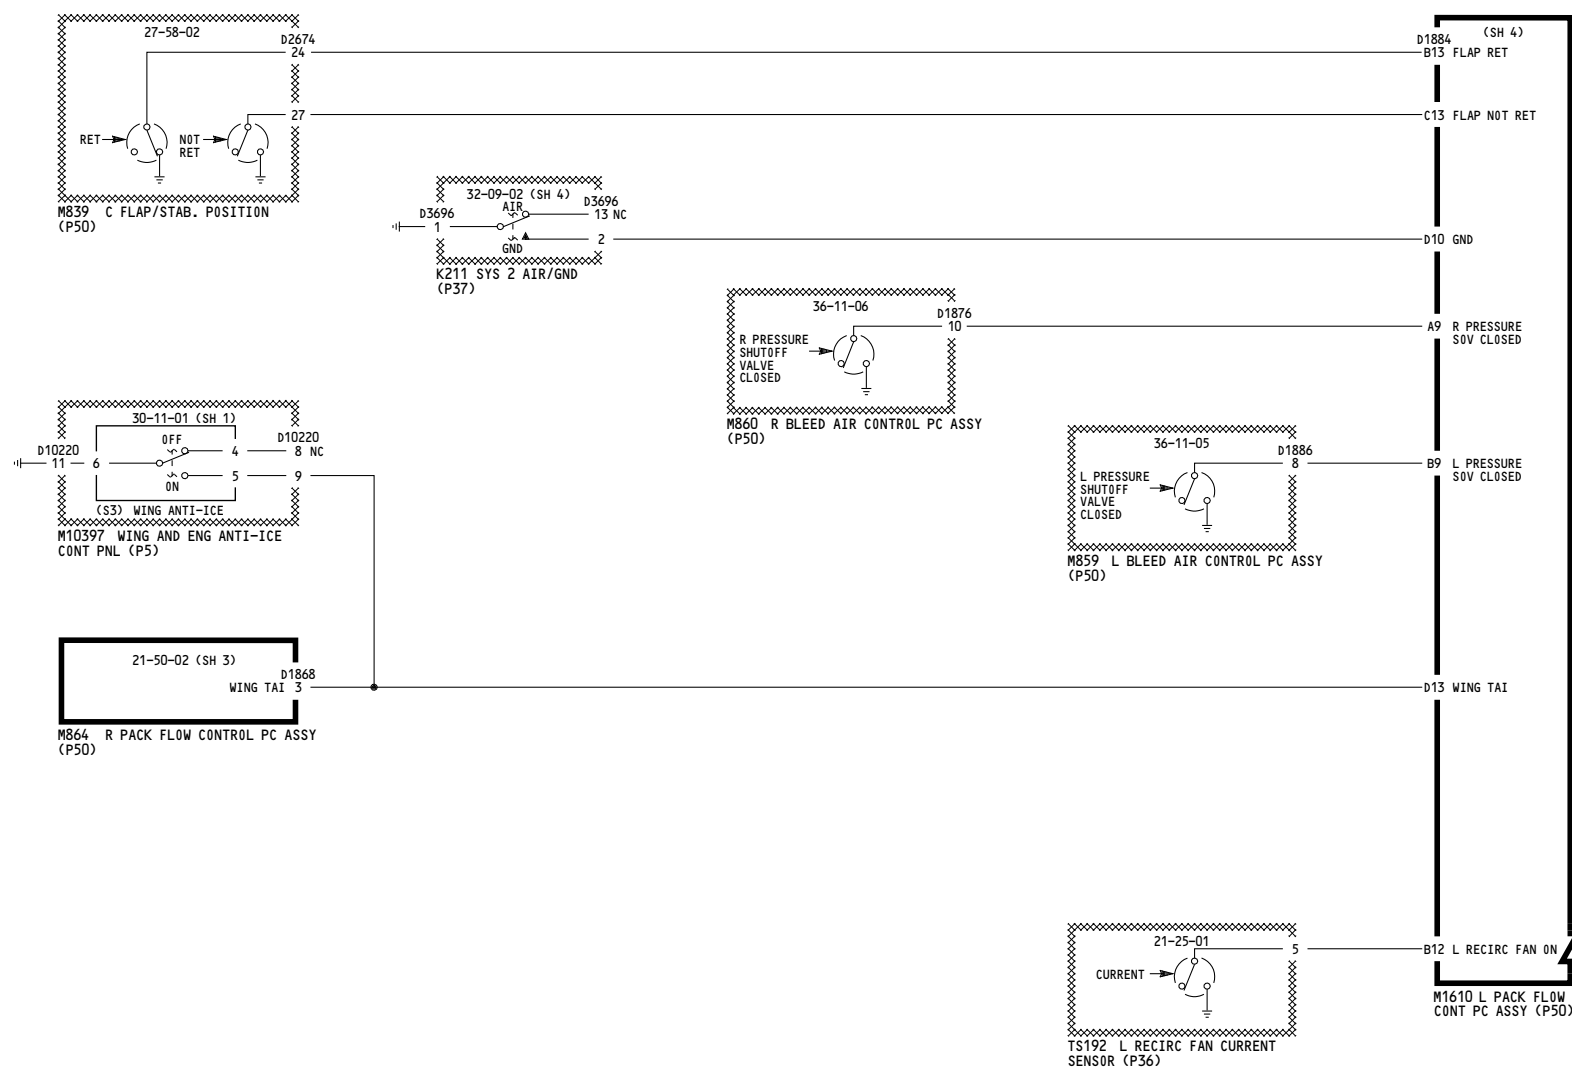 27-58-02
D2674
24
27
RET
NOT
RET
M839 C FLAP/STAB. POSITION
(P50)
32-09-02 (SH 4)
AIR
D3696
13 NC
D3696
1
2
GND
K211 SYS 2 AIR/GND
(P37)
36-11-06
D1876
10
R PRESSURE
SHUTOFF
VALVE
CLOSED
M860 R BLEED AIR CONTROL PC ASSY
(P50)
30-11-01 (SH 1)
OFF
D10220
11
6
4
D10220
8 NC
5
9
ON
(S3) WING ANTI-ICE
M10397 WING AND ENG ANTI-ICE
CONT PNL (P5)
36-11-05
D1886
8
L PRESSURE
SHUTOFF
VALVE
CLOSED
M859 L BLEED AIR CONTROL PC ASSY
(P50)
21-50-02 (SH 3)
D1868
WING TAI 3
M864 R PACK FLOW CONTROL PC ASSY
(P50)
21-25-01
5
CURRENT
TS192 L RECIRC FAN CURRENT
SENSOR (P36)
(SH 4)
D1884
B13 FLAP RET
C13 FLAP NOT RET
D10 GND
A9 R PRESSURE
SOV CLOSED
B9 L PRESSURE
SOV CLOSED
D13 WING TAI
B12 L RECIRC FAN ON
M1610 L PACK FLOW
CONT PC ASSY (P50)